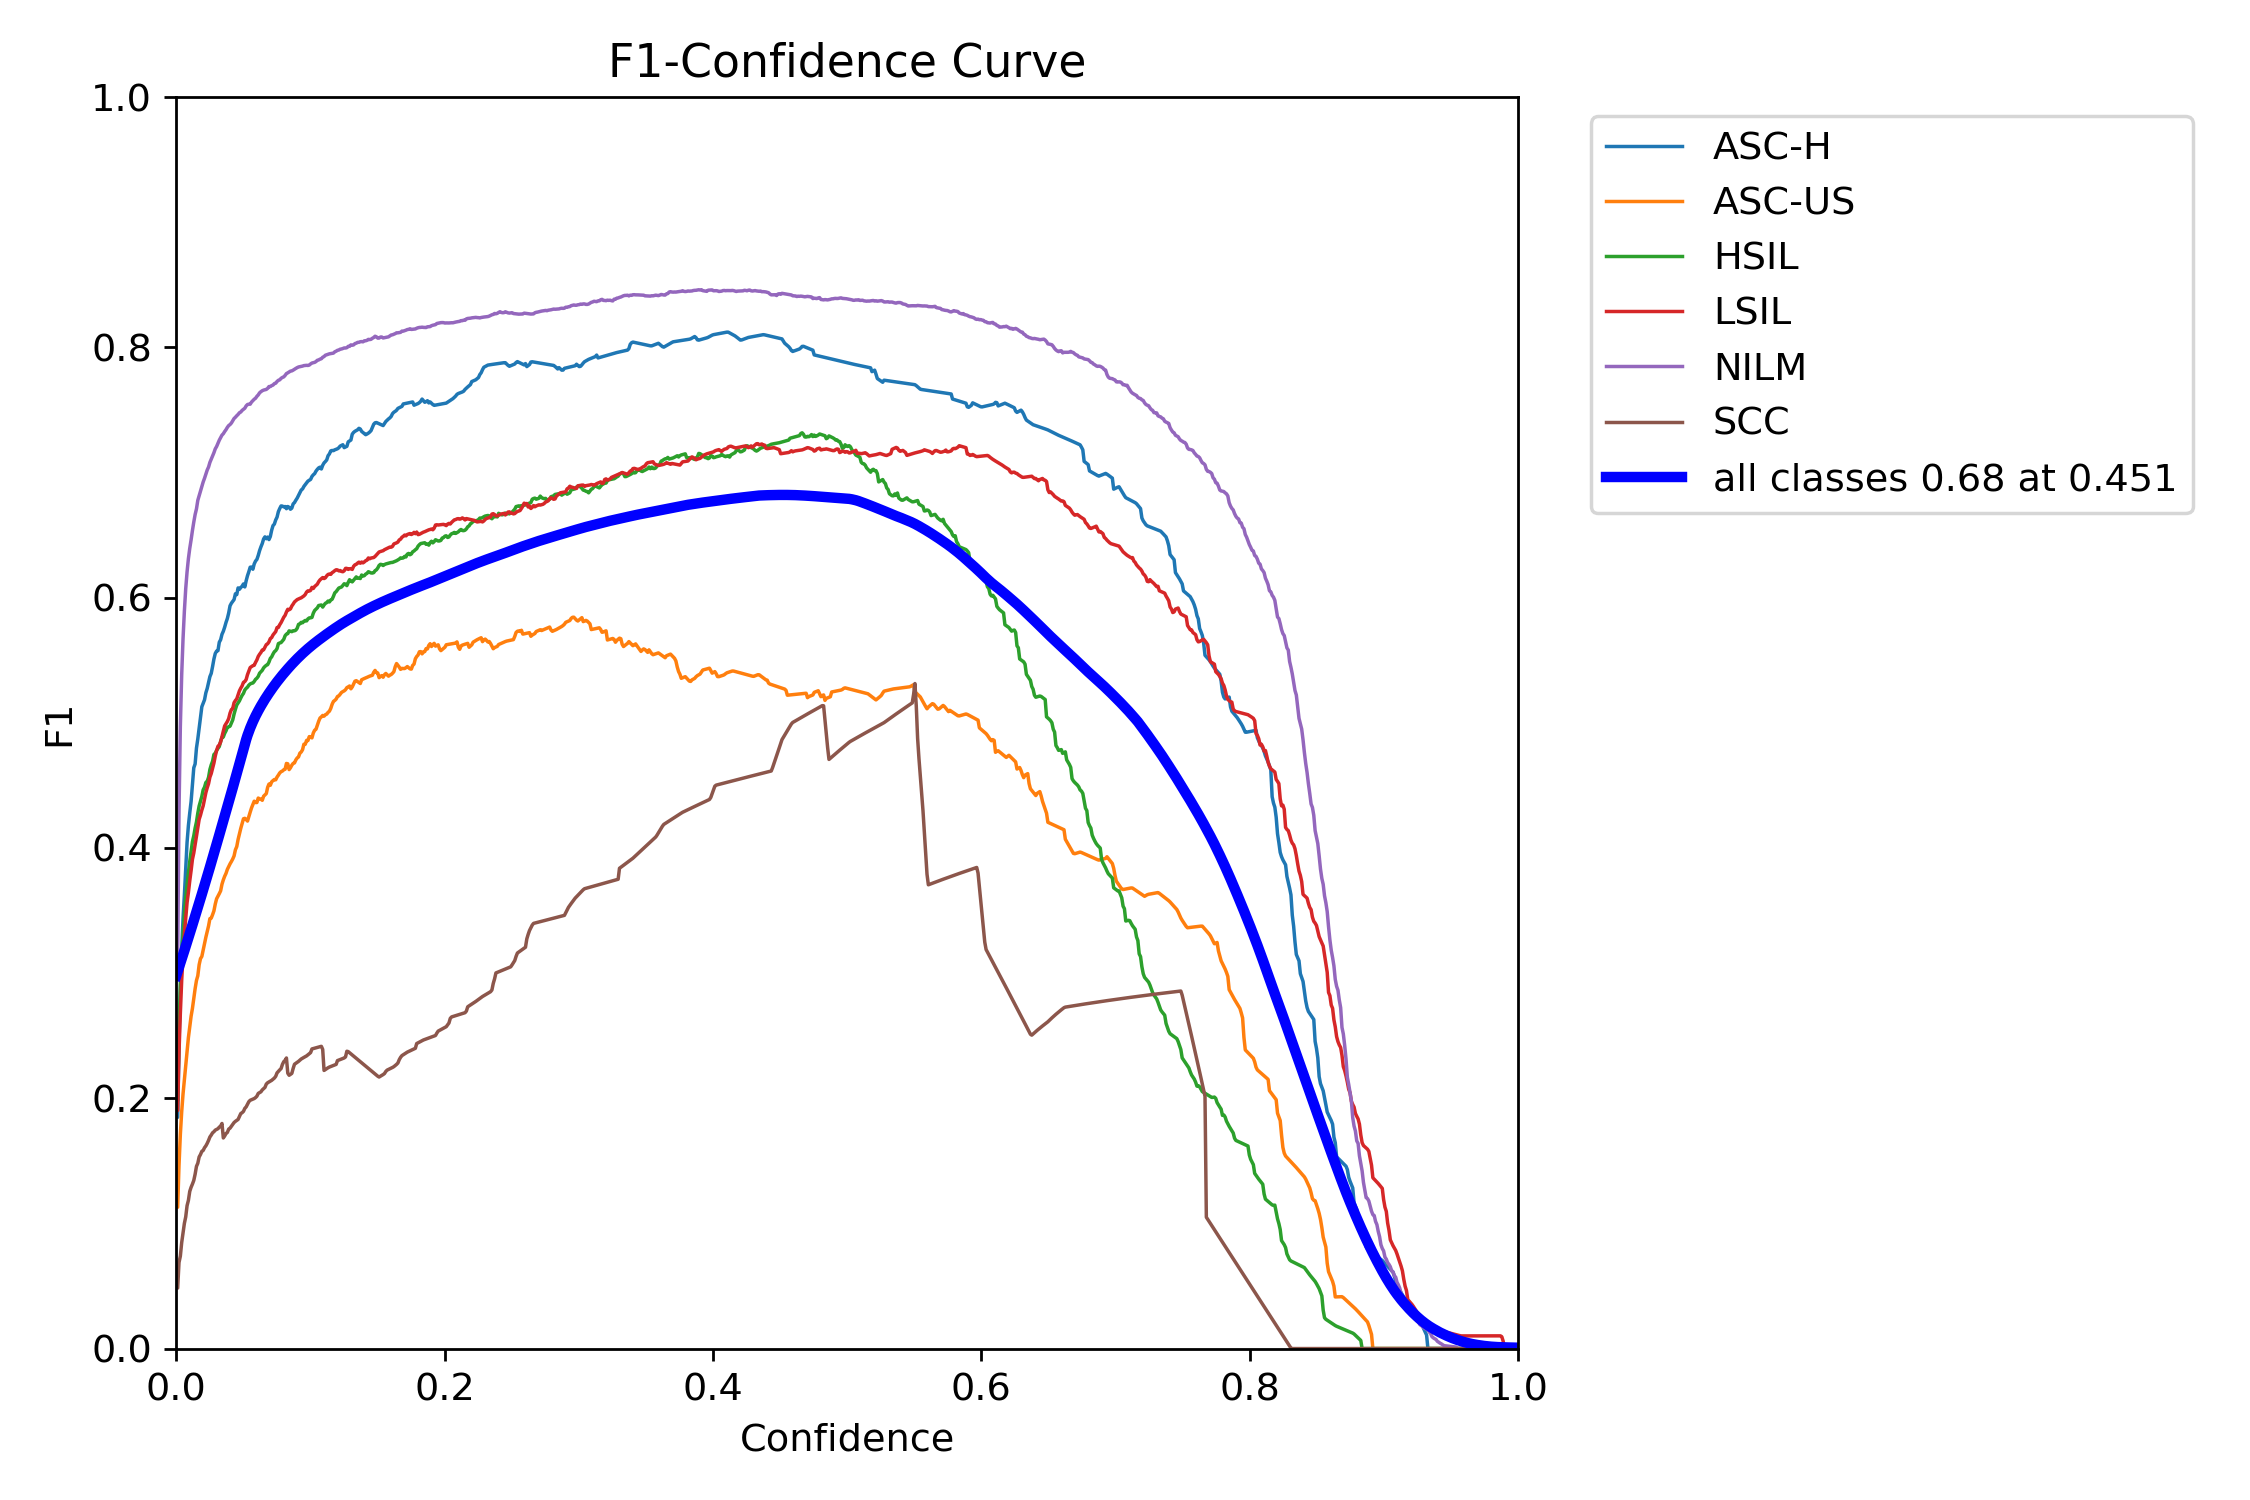 F1-Confidence Curve
1.0
0.8
0.6
0.4
0.2
0.0
F1
0.0 0.2 0.4 0.6 0.8 1.0
Confidence
ASC-H
ASC-US
HSIL
LSIL
NILM
SCC
all classes 0.68 at 0.451